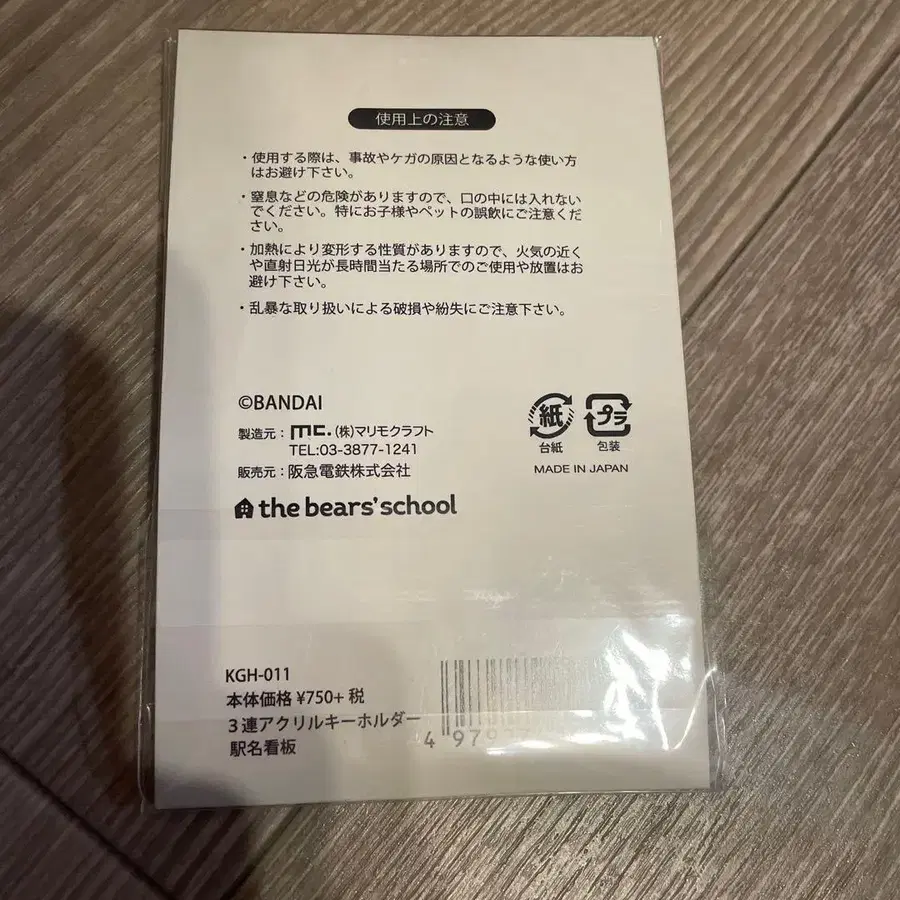 使用上の注意
・使用する際は、事故やケガの原因となるような使い方
はお避け下さい。
・窒息などの危険がありますので、口の中には入れない
でください。特にお子様やペットの誤飲にご注意くだ
さい。
・加熱により変形する性質がありますので、火気の近く
や直射日光が長時間当たる場所でのご使用や放置はお
避け下さい。
・乱暴な取り扱いによる破損や紛失にご注意下さい。
©BANDAI
製造元：mc.(株)マリモクラフト
TEL:03-3877-1241
販売元：阪急電鉄株式会社
the bears' school
紙 プラ
台紙 包装
MADE IN JAPAN
KGH-011
本体価格 ¥750+ 税
3連アクリルキーホルダー
駅名看板
4 97977